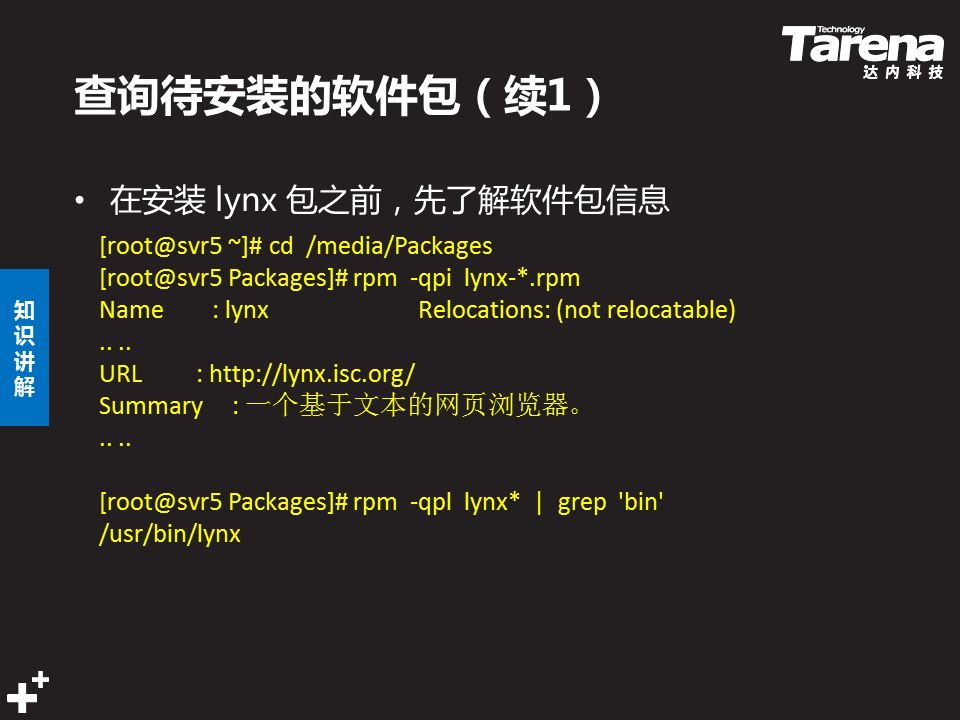 Technology
Tarena
达内科技
查询待安装的软件包（续1）
• 在安装 lynx 包之前，先了解软件包信息
[root@svr5 ~]# cd  /media/Packages
[root@svr5 Packages]# rpm  -qpi  lynx-*.rpm
Name        : lynx                         Relocations: (not relocatable)
.. ..
URL         : http://lynx.isc.org/
Summary     : 一个基于文本的网页浏览器。
.. ..
[root@svr5 Packages]# rpm  -qpl  lynx*  |  grep  'bin'
/usr/bin/lynx
知
识
讲
解